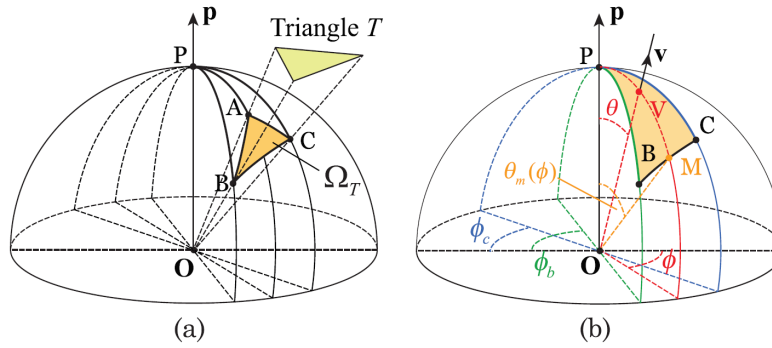 p
Triangle T
P
A
C
B
Ω_T
O
(a)
p
v
P
θ
V
C
B
M
θ_m(ϕ)
ϕ_c
ϕ_b
O
ϕ
(b)